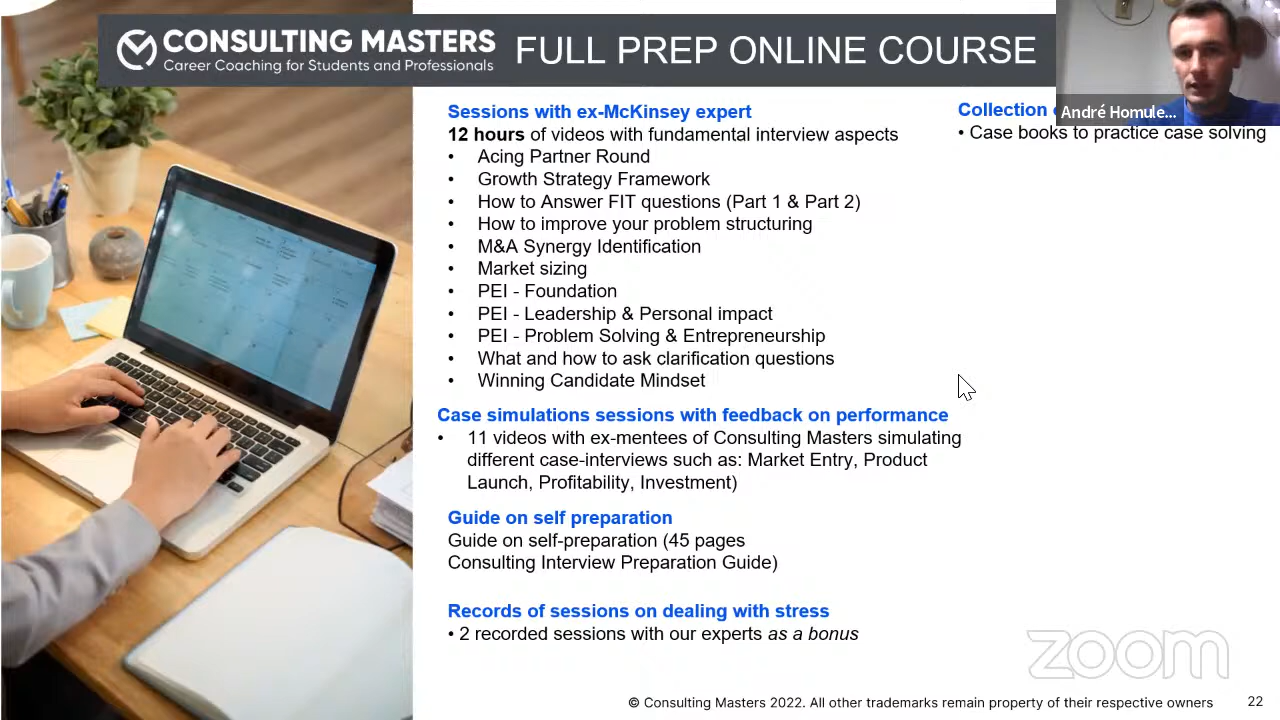 CONSULTING MASTERS
Career Coaching for Students and Professionals
FULL PREP ONLINE COURSE
André Homule...
Sessions with ex-McKinsey expert
12 hours of videos with fundamental interview aspects
• Acing Partner Round
• Growth Strategy Framework
• How to Answer FIT questions (Part 1 & Part 2)
• How to improve your problem structuring
• M&A Synergy Identification
• Market sizing
• PEI - Foundation
• PEI - Leadership & Personal impact
• PEI - Problem Solving & Entrepreneurship
• What and how to ask clarification questions
• Winning Candidate Mindset
Collection
• Case books to practice case solving
Case simulations sessions with feedback on performance
• 11 videos with ex-mentees of Consulting Masters simulating
different case-interviews such as: Market Entry, Product
Launch, Profitability, Investment)
Guide on self preparation
Guide on self-preparation (45 pages
Consulting Interview Preparation Guide)
Records of sessions on dealing with stress
• 2 recorded sessions with our experts as a bonus
zoom
© Consulting Masters 2022. All other trademarks remain property of their respective owners
22